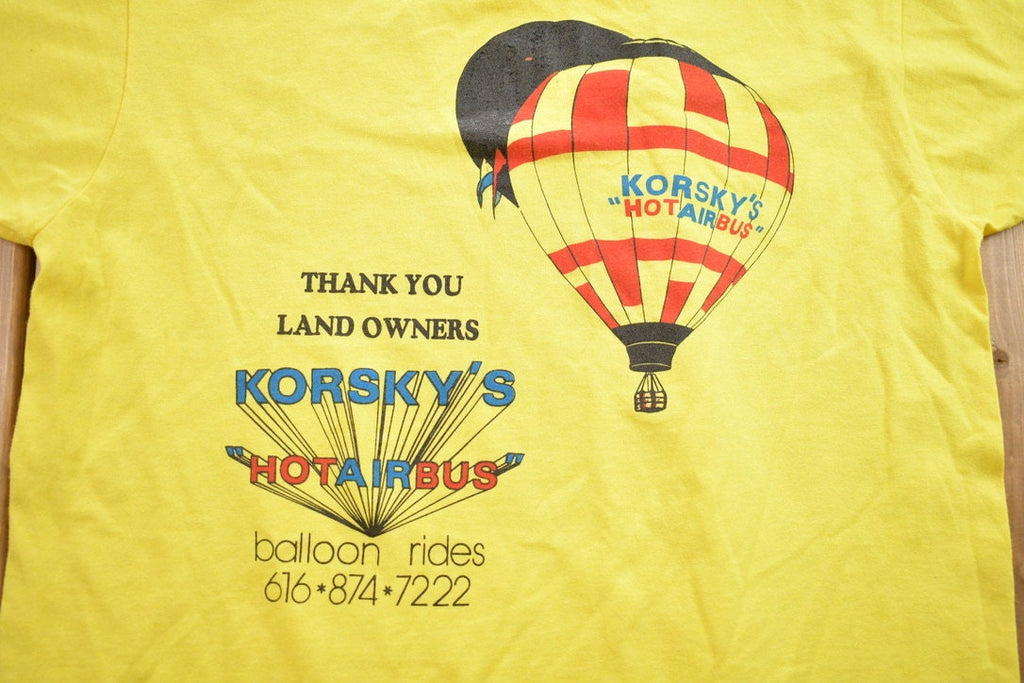 KORSKY'S
"HOTAIRBUS"
THANK YOU
LAND OWNERS
KORSKY'S
"HOTAIRBUS"
balloon rides
616*874*7222